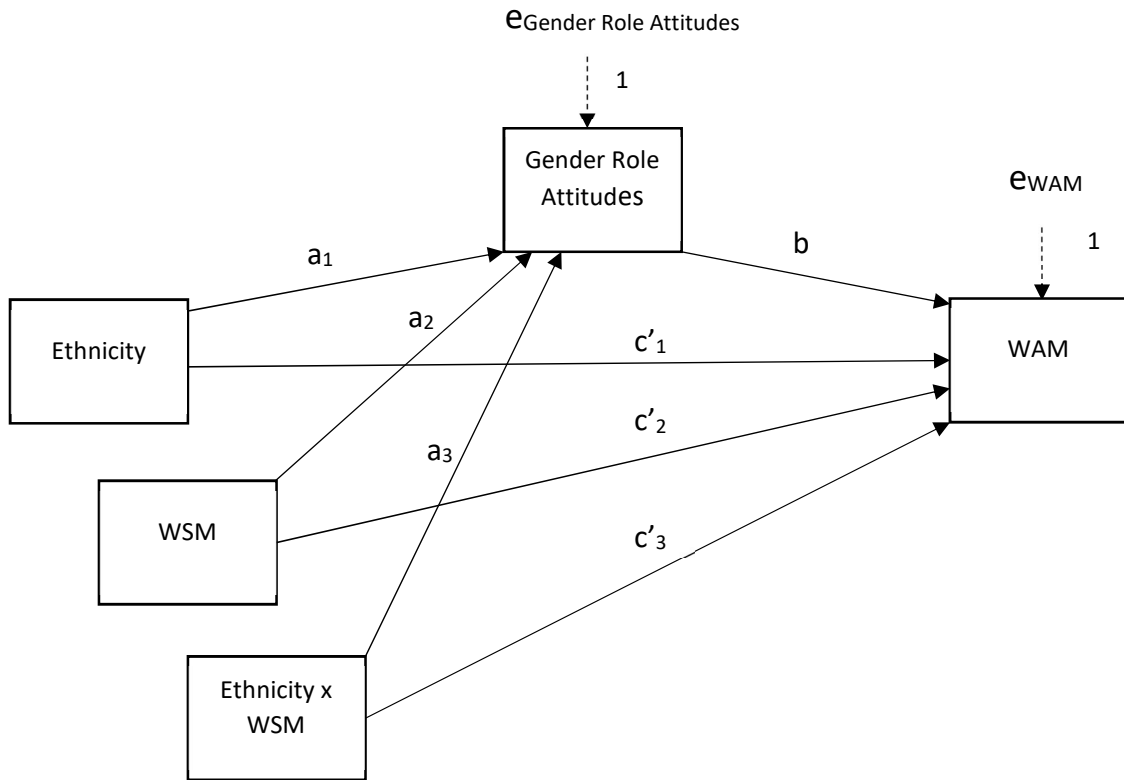 eGender Role Attitudes
1
Gender Role
Attitudes
eWAM
1
a1
b
Ethnicity
a2
c’1
WAM
c’2
a3
WSM
c’3
Ethnicity x
WSM